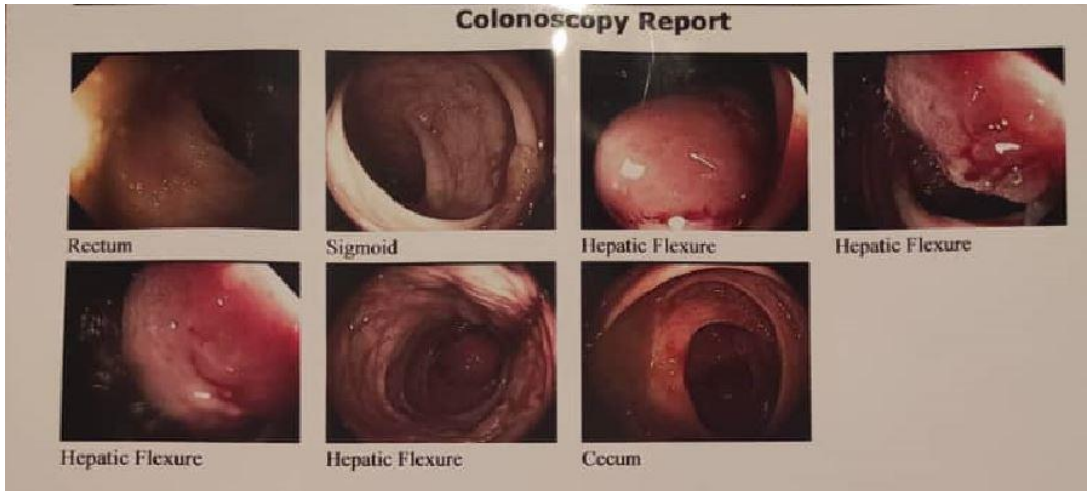 Colonoscopy Report
Rectum
Sigmoid
Hepatic Flexure
Hepatic Flexure
Hepatic Flexure
Hepatic Flexure
Cecum